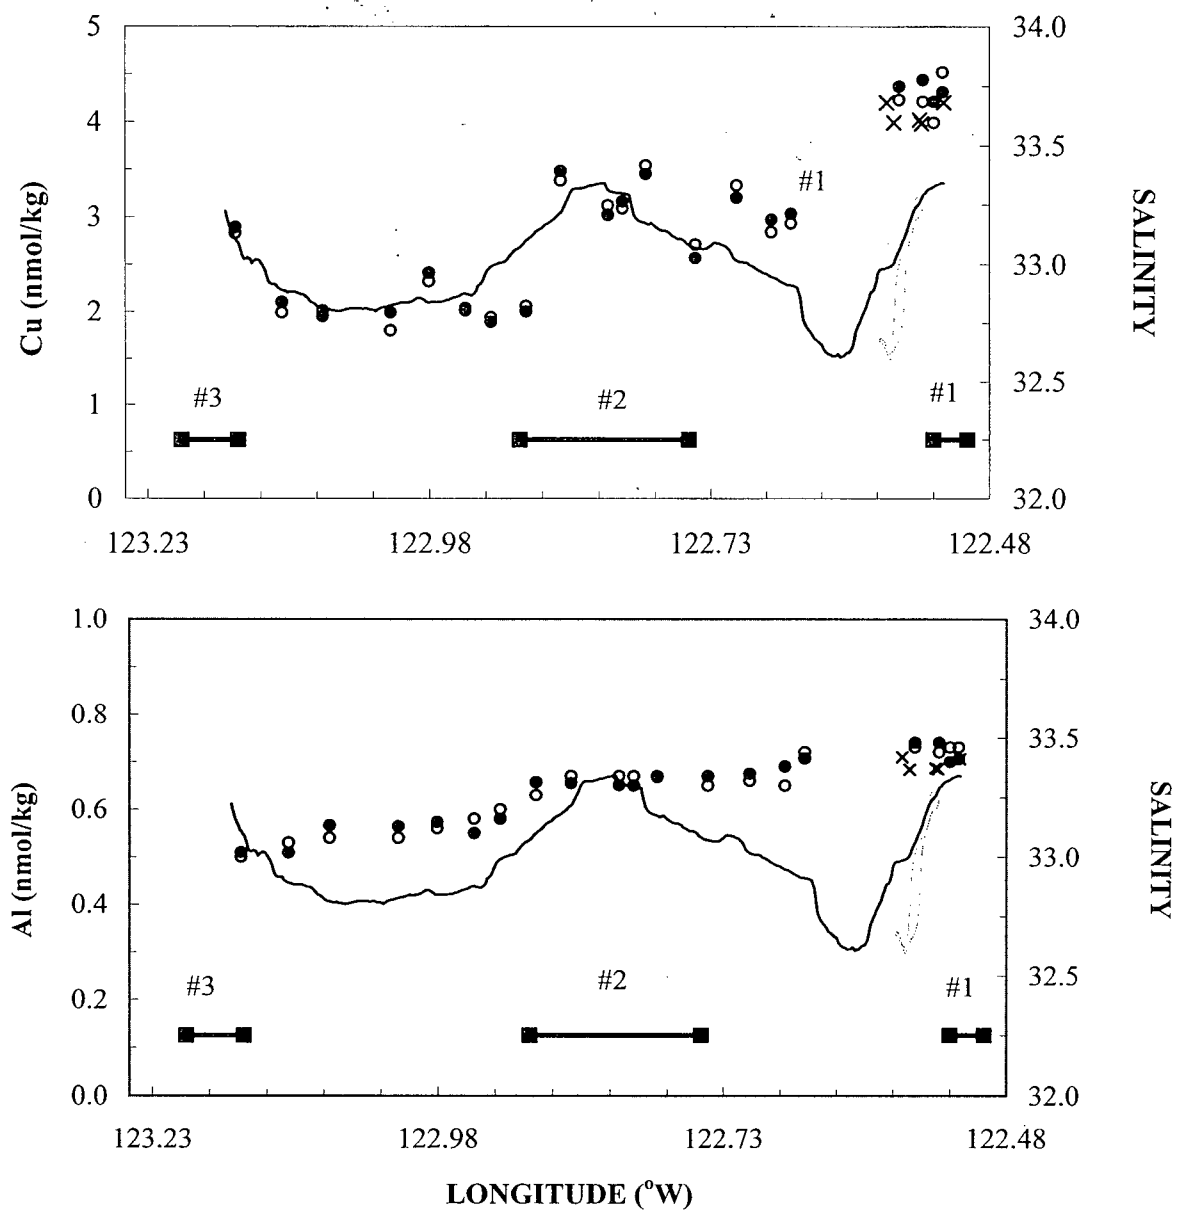 5 34.0
4 33.5
#1
3
33.0
2
32.5
#3 #2 #1
1
0 32.0
Cu (nmol/kg)
SALINITY
123.23 122.98 122.73 122.48
1.0 34.0
0.8
33.5
0.6
33.0
0.4
32.5
#3 #2 #1
0.2
0.0 32.0
Al (nmol/kg)
SALINITY
123.23 122.98 122.73 122.48
LONGITUDE (°W)